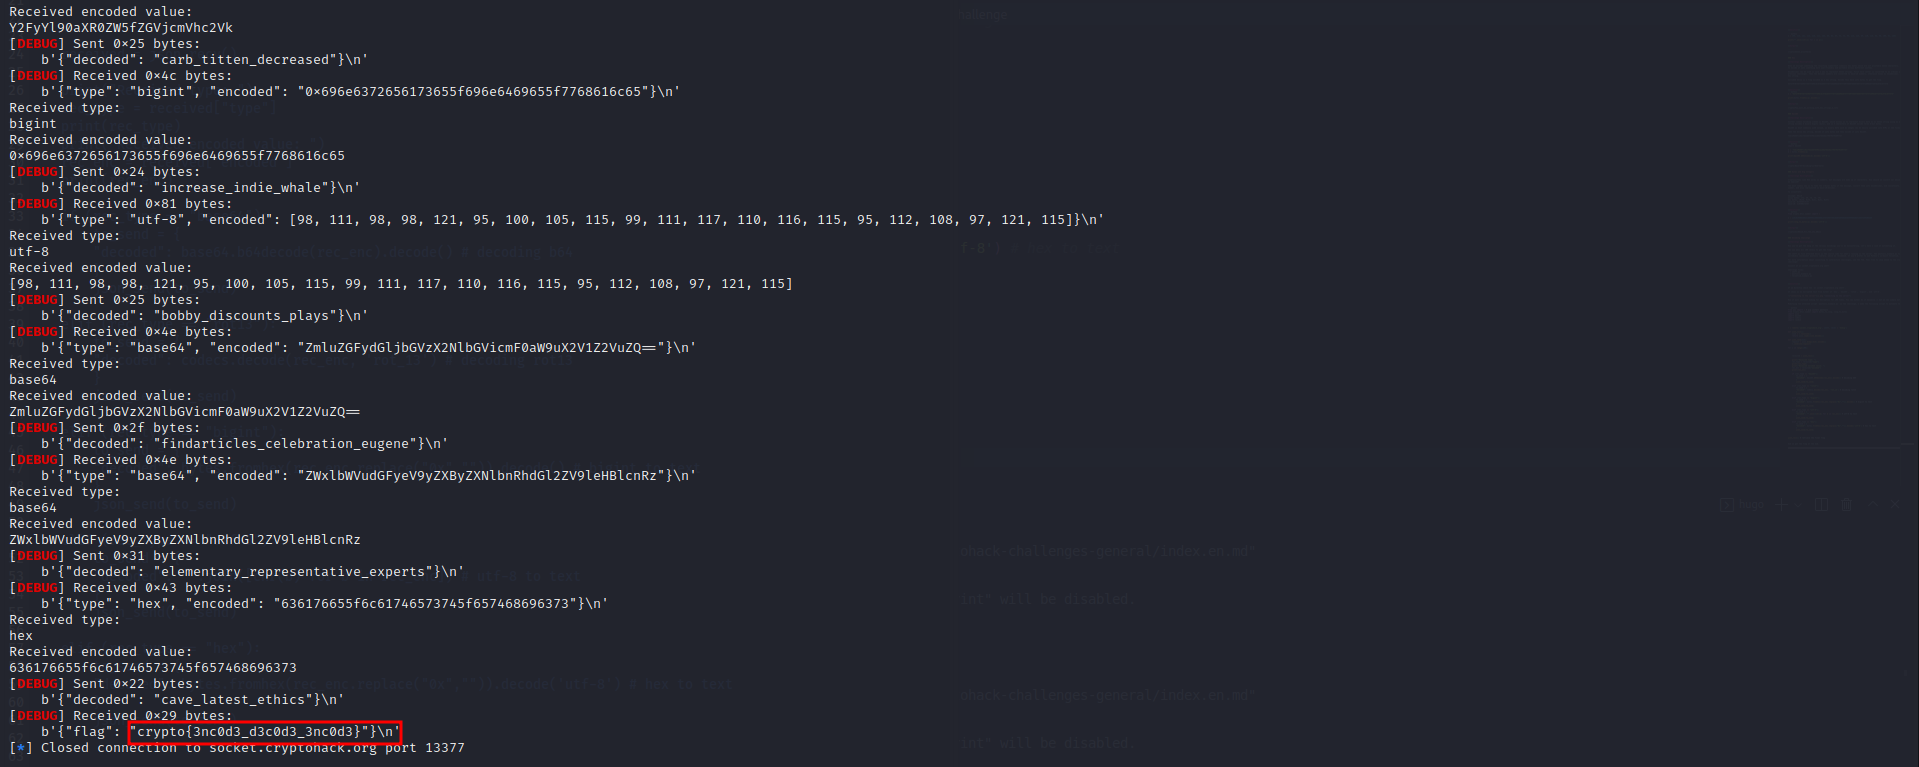 Received encoded value:
Y2FyYl90aXR0ZW5fZGVjcmVhc2Vk
[DEBUG] Sent 0×25 bytes:
b'{"decoded": "carb_titten_decreased"}\n'
[DEBUG] Received 0×4c bytes:
b'{"type": "bigint", "encoded": "0×696e6372656173655f696e6469655f7768616c65"}\n'
Received type:
bigint
Received encoded value:
0×696e6372656173655f696e6469655f7768616c65
[DEBUG] Sent 0×24 bytes:
b'{"decoded": "increase_indie_whale"}\n'
[DEBUG] Received 0×81 bytes:
b'{"type": "utf-8", "encoded": [98, 111, 98, 98, 121, 95, 100, 105, 115, 99, 111, 117, 110, 116, 115, 95, 112, 108, 97, 121, 115]}\n'
Received type:
utf-8
Received encoded value:
[98, 111, 98, 98, 121, 95, 100, 105, 115, 99, 111, 117, 110, 116, 115, 95, 112, 108, 97, 121, 115]
[DEBUG] Sent 0×25 bytes:
b'{"decoded": "bobby_discounts_plays"}\n'
[DEBUG] Received 0×4e bytes:
b'{"type": "base64", "encoded": "ZmluZGFydGljbGVzX2NlbGVicmF0aW9uX2V1Z2VuZQ=="}\n'
Received type:
base64
Received encoded value:
ZmluZGFydGljbGVzX2NlbGVicmF0aW9uX2V1Z2VuZQ==
[DEBUG] Sent 0×2f bytes:
b'{"decoded": "findarticles_celebration_eugene"}\n'
[DEBUG] Received 0×4e bytes:
b'{"type": "base64", "encoded": "ZWxlbWVudGFyeV9yZXByZXNlbnRhdGl2ZV9leHBlcnRz"}\n'
Received type:
base64
Received encoded value:
ZWxlbWVudGFyeV9yZXByZXNlbnRhdGl2ZV9leHBlcnRz
[DEBUG] Sent 0×31 bytes:
b'{"decoded": "elementary_representative_experts"}\n'
[DEBUG] Received 0×43 bytes:
b'{"type": "hex", "encoded": "636176655f6c61746573745f657468696373"}\n'
Received type:
hex
Received encoded value:
636176655f6c61746573745f657468696373
[DEBUG] Sent 0×22 bytes:
b'{"decoded": "cave_latest_ethics"}\n'
[DEBUG] Received 0×29 bytes:
b'{"flag": "crypto{3nc0d3_d3c0d3_3nc0d3}"}\n'
[*] Closed connection to socket.cryptohack.org port 13377